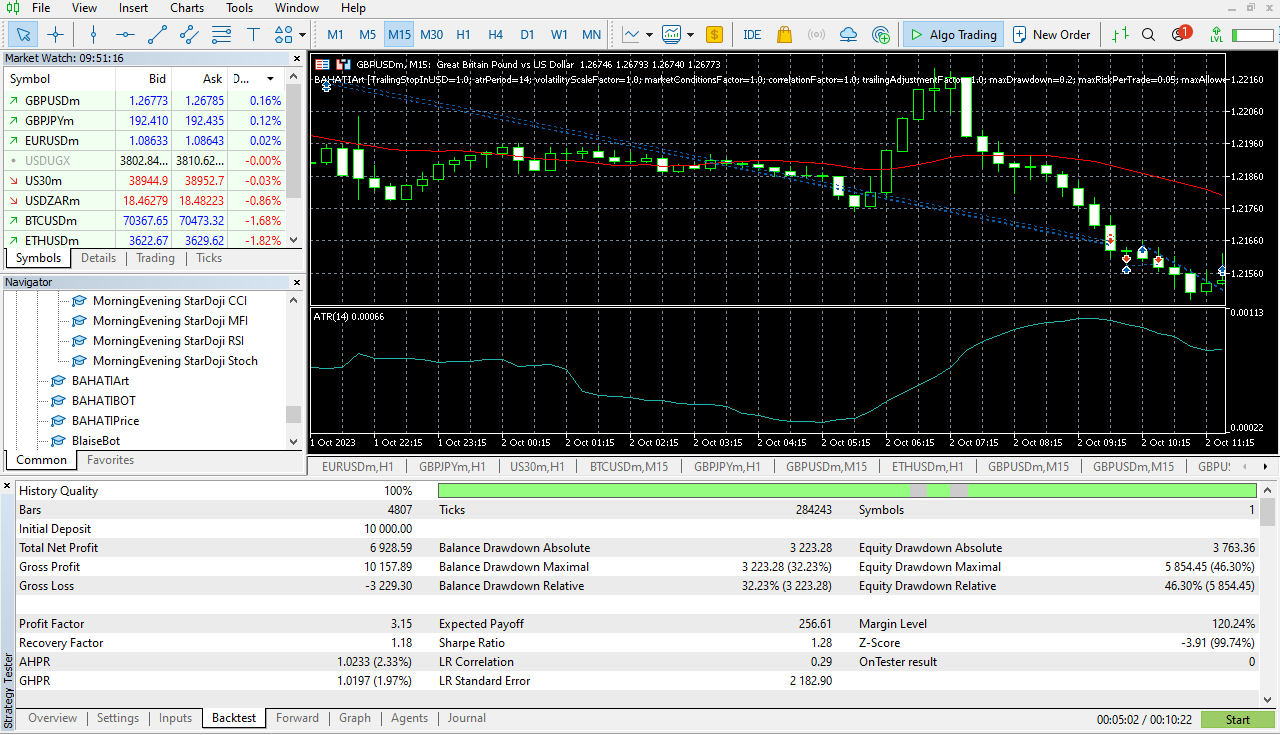 File View Insert Charts Tools Window Help
M1 M5 M15 M30 H1 H4 D1 W1 MN $ IDE Algo Trading New Order 1 LVL
Market Watch: 09:51:16
Symbol Bid Ask D...
GBPUSDm 1.26773 1.26785 0.16%
GBPJPYm 192.410 192.435 0.12%
EURUSDm 1.08633 1.08643 0.02%
USDUGX 3802.84... 3810.62... -0.00%
US30m 38944.9 38952.7 -0.03%
USDZARm 18.46279 18.48223 -0.86%
BTCUSDm 70367.65 70473.32 -1.68%
ETHUSDm 3622.67 3629.62 -1.82%
Symbols Details Trading Ticks
Navigator
MorningEvening StarDoji CCI
MorningEvening StarDoji MFI
MorningEvening StarDoji RSI
MorningEvening StarDoji Stoch
BAHATIArt
BAHATIBOT
BAHATIPrice
BlaiseBot
Common Favorites
GBPUSDm, M15: Great Britain Pound vs US Dollar 1.26746 1.26793 1.26740 1.26773
BAHATIArt [TrailingStopInUSD=1.0; atrPeriod=14; volatilityScaleFactor=1.0; marketConditionsFactor=1.0; correlationFactor=1.0; trailingAdjustmentFactor=1.0; maxDrawdown=0.2; maxRiskPerTrade=0.05; maxAllowe
1.22160
1.22060
1.21960
1.21860
1.21760
1.21660
1.21560
ATR(14) 0.00066
0.00113
0.00022
1 Oct 2023 1 Oct 22:15 1 Oct 23:15 2 Oct 00:15 2 Oct 01:15 2 Oct 02:15 2 Oct 03:15 2 Oct 04:15 2 Oct 05:15 2 Oct 06:15 2 Oct 07:15 2 Oct 08:15 2 Oct 09:15 2 Oct 10:15 2 Oct 11:15
EURUSDm,H1 GBPJPYm,H1 US30m,H1 BTCUSDm,M15 GBPJPYm,H1 GBPUSDm,M15 ETHUSDm,H1 GBPUSDm,M15 GBPUSDm,M15 GBPU
History Quality 100%
Bars 4807 Ticks 284243 Symbols 1
Initial Deposit 10 000.00
Total Net Profit 6 928.59 Balance Drawdown Absolute 3 223.28 Equity Drawdown Absolute 3 763.36
Gross Profit 10 157.89 Balance Drawdown Maximal 3 223.28 (32.23%) Equity Drawdown Maximal 5 854.45 (46.30%)
Gross Loss -3 229.30 Balance Drawdown Relative 32.23% (3 223.28) Equity Drawdown Relative 46.30% (5 854.45)
Profit Factor 3.15 Expected Payoff 256.61 Margin Level 120.24%
Recovery Factor 1.18 Sharpe Ratio 1.28 Z-Score -3.91 (99.74%)
AHPR 1.0233 (2.33%) LR Correlation 0.29 OnTester result 0
GHPR 1.0197 (1.97%) LR Standard Error 2 182.90
Strategy Tester
Overview Settings Inputs Backtest Forward Graph Agents Journal 00:05:02 / 00:10:22 Start